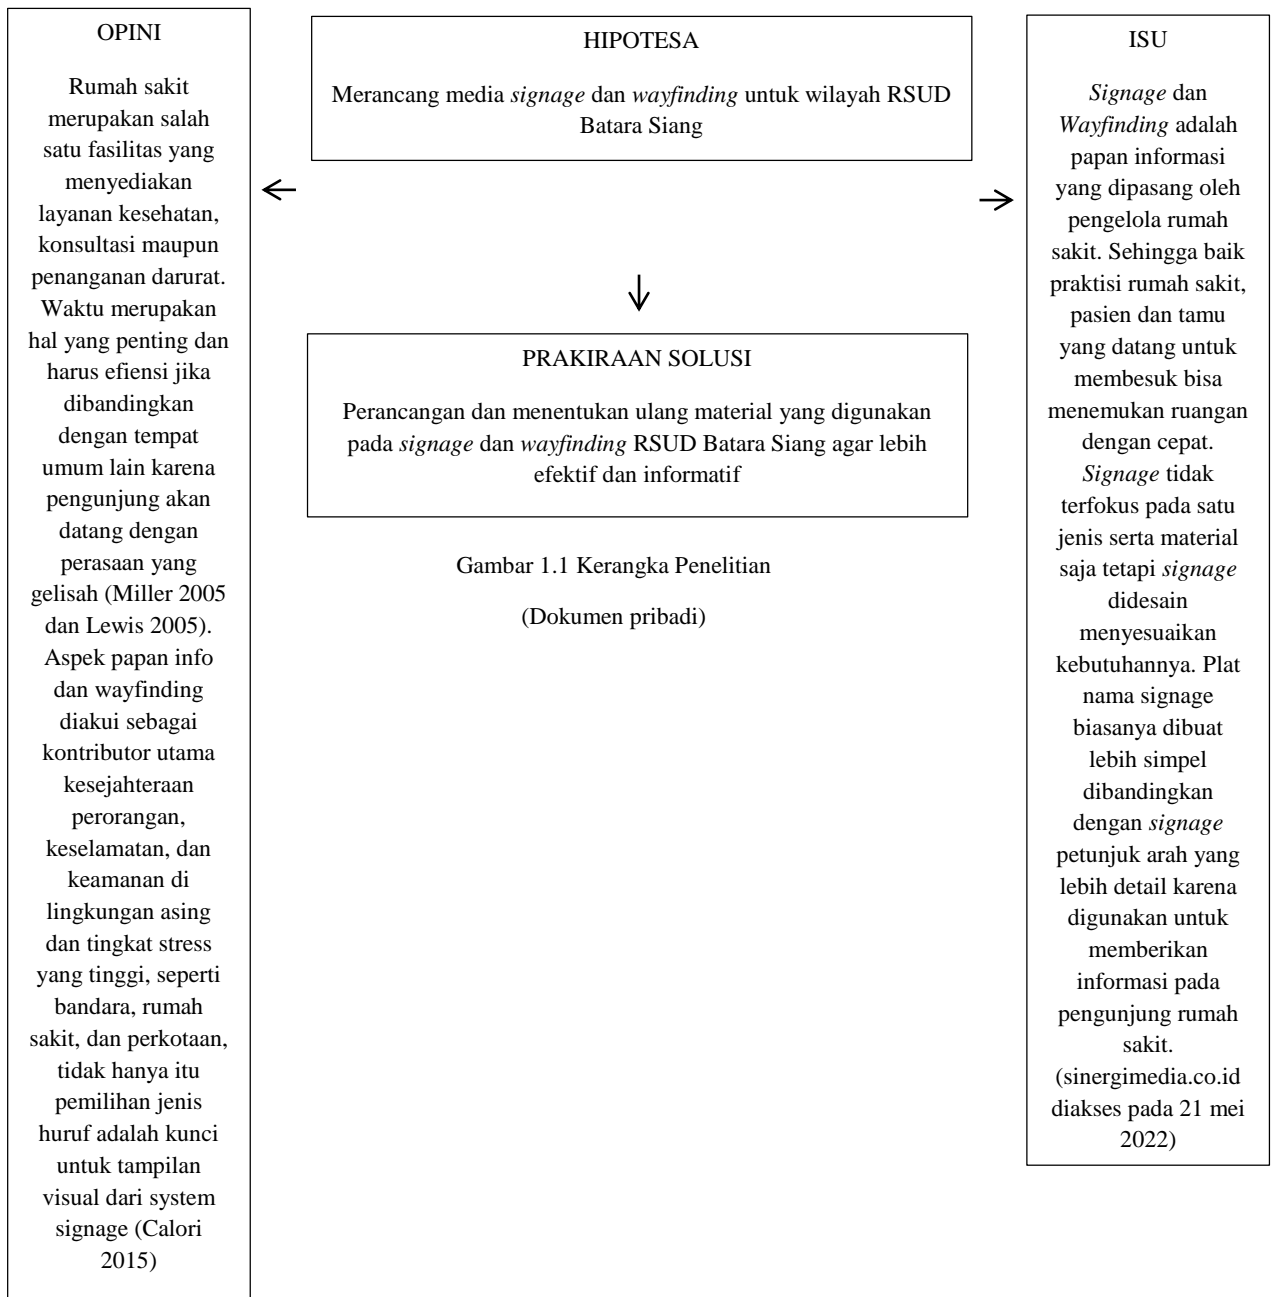 OPINI
Rumah sakit
merupakan salah
satu fasilitas yang
menyediakan
layanan kesehatan,
konsultasi maupun
penanganan darurat.
Waktu merupakan
hal yang penting dan
harus efiensi jika
dibandingkan
dengan tempat
umum lain karena
pengunjung akan
datang dengan
perasaan yang
gelisah (Miller 2005
dan Lewis 2005).
Aspek papan info
dan wayfinding
diakui sebagai
kontributor utama
kesejahteraan
perorangan,
keselamatan, dan
keamanan di
lingkungan asing
dan tingkat stress
yang tinggi, seperti
bandara, rumah
sakit, dan perkotaan,
tidak hanya itu
pemilihan jenis
huruf adalah kunci
untuk tampilan
visual dari system
signage (Calori
2015)
HIPOTESA
Merancang media signage dan wayfinding untuk wilayah RSUD
Batara Siang
PRAKIRAAN SOLUSI
Perancangan dan menentukan ulang material yang digunakan
pada signage dan wayfinding RSUD Batara Siang agar lebih
efektif dan informatif
Gambar 1.1 Kerangka Penelitian
(Dokumen pribadi)
ISU
Signage dan
Wayfinding adalah
papan informasi
yang dipasang oleh
pengelola rumah
sakit. Sehingga baik
praktisi rumah sakit,
pasien dan tamu
yang datang untuk
membesuk bisa
menemukan ruangan
dengan cepat.
Signage tidak
terfokus pada satu
jenis serta material
saja tetapi signage
didesain
menyesuaikan
kebutuhannya. Plat
nama signage
biasanya dibuat
lebih simpel
dibandingkan
dengan signage
petunjuk arah yang
lebih detail karena
digunakan untuk
memberikan
informasi pada
pengunjung rumah
sakit.
(sinergimedia.co.id
diakses pada 21 mei
2022)